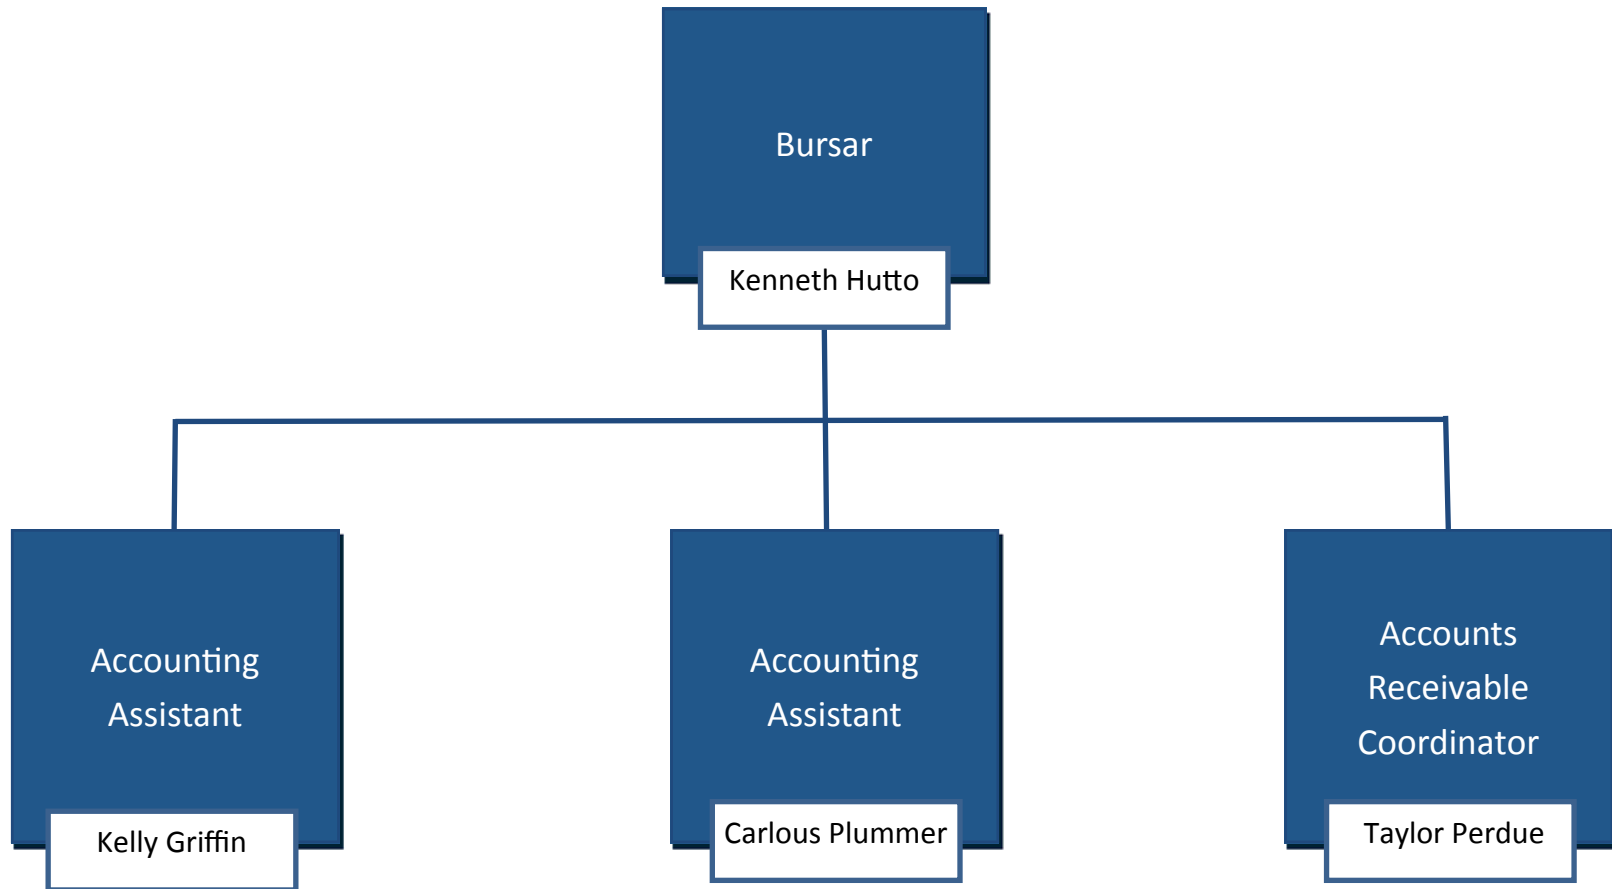 Bursar
Kenneth Hutto
Accounting
Assistant
Kelly Griffin
Accounting
Assistant
Carlous Plummer
Accounts
Receivable
Coordinator
Taylor Perdue